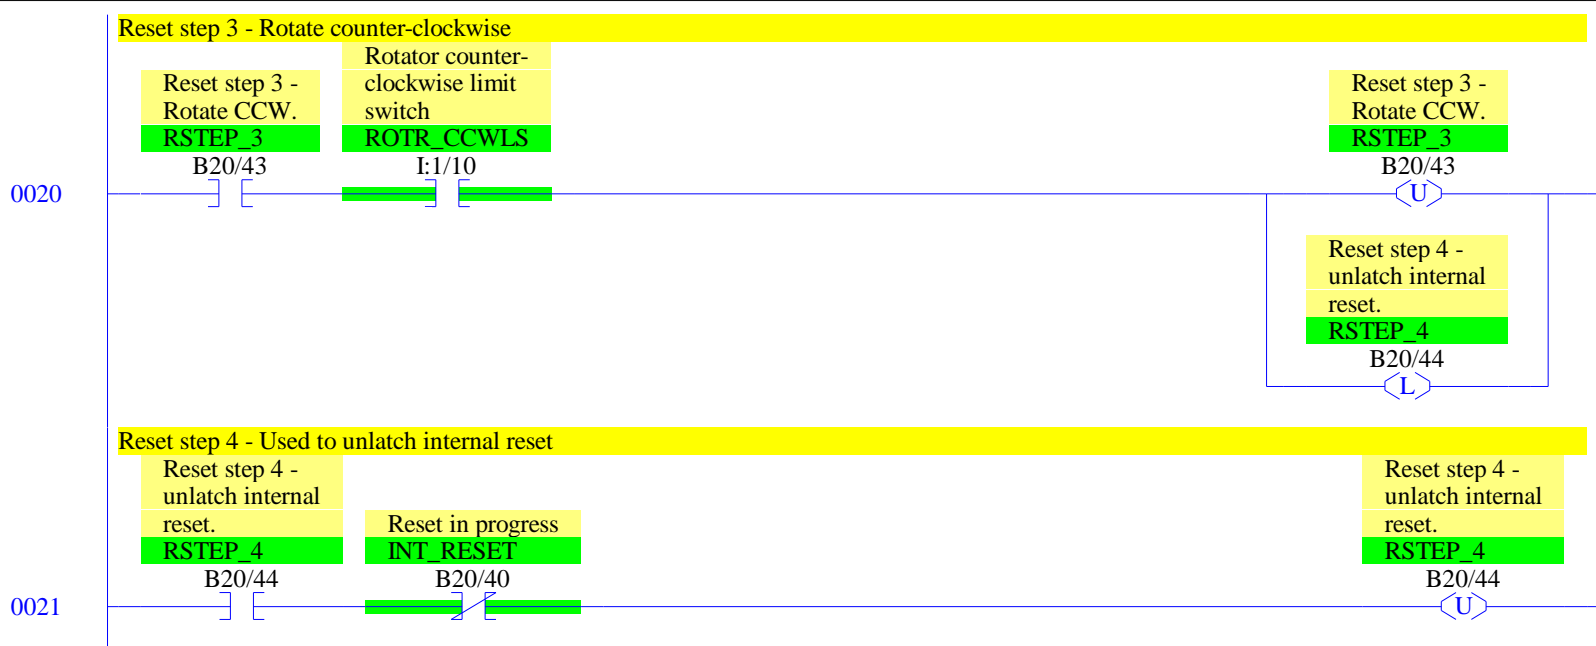 Reset step 3 - Rotate counter-clockwise
Reset step 3 -
Rotate CCW.
RSTEP_3
B20/43
Rotator counter-
clockwise limit
switch
ROTR_CCWLS
I:1/10
Reset step 3 -
Rotate CCW.
RSTEP_3
B20/43
0020
U
Reset step 4 -
unlatch internal
reset.
RSTEP_4
B20/44
L
Reset step 4 - Used to unlatch internal reset
Reset step 4 -
unlatch internal
reset.
RSTEP_4
B20/44
Reset in progress
INT_RESET
B20/40
Reset step 4 -
unlatch internal
reset.
RSTEP_4
B20/44
0021
U